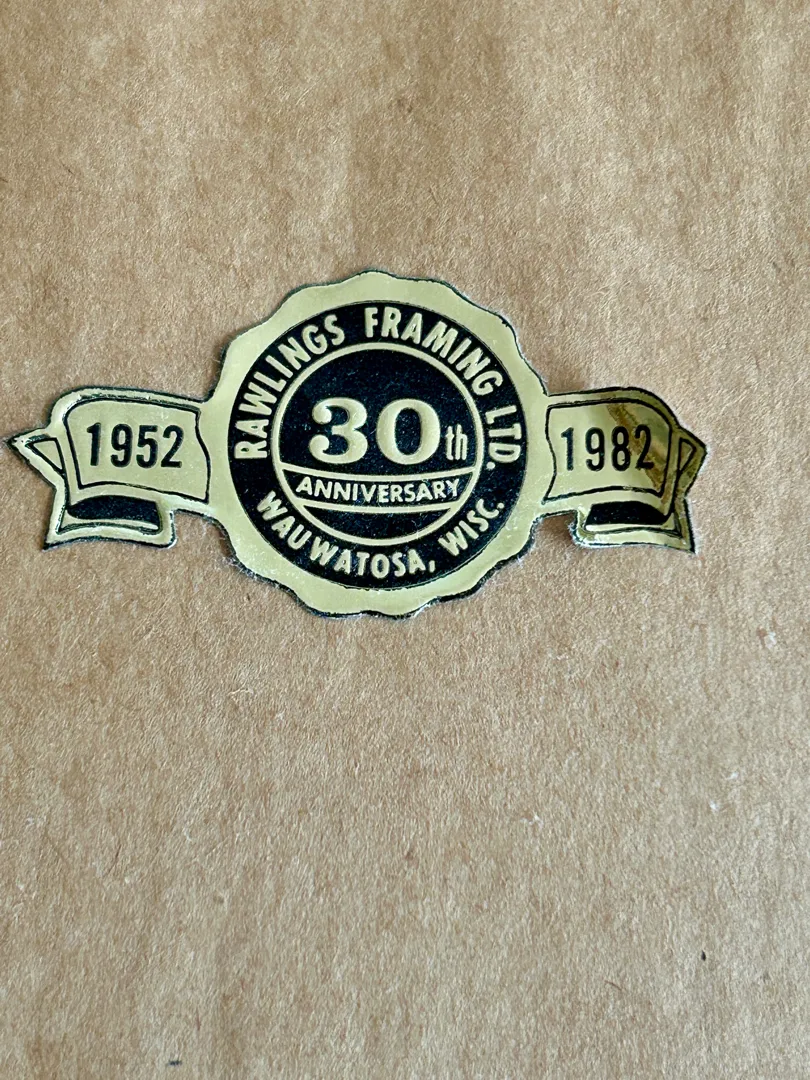 RAWLINGS FRAMING LTD.
1952
30th
1982
ANNIVERSARY
WAUWATOSA, WISC.